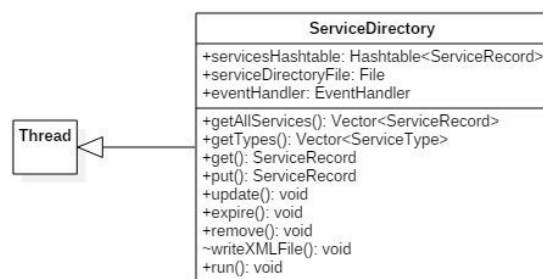 ServiceDirectory
+servicesHashtable: Hashtable<ServiceRecord>
+serviceDirectoryFile: File
+eventHandler: EventHandler
+getAllServices(): Vector<ServiceRecord>
+getTypes(): Vector<ServiceType>
+get(): ServiceRecord
+put(): ServiceRecord
+update(): void
+expire(): void
+remove(): void
~writeXMLFile(): void
+run(): void
Thread